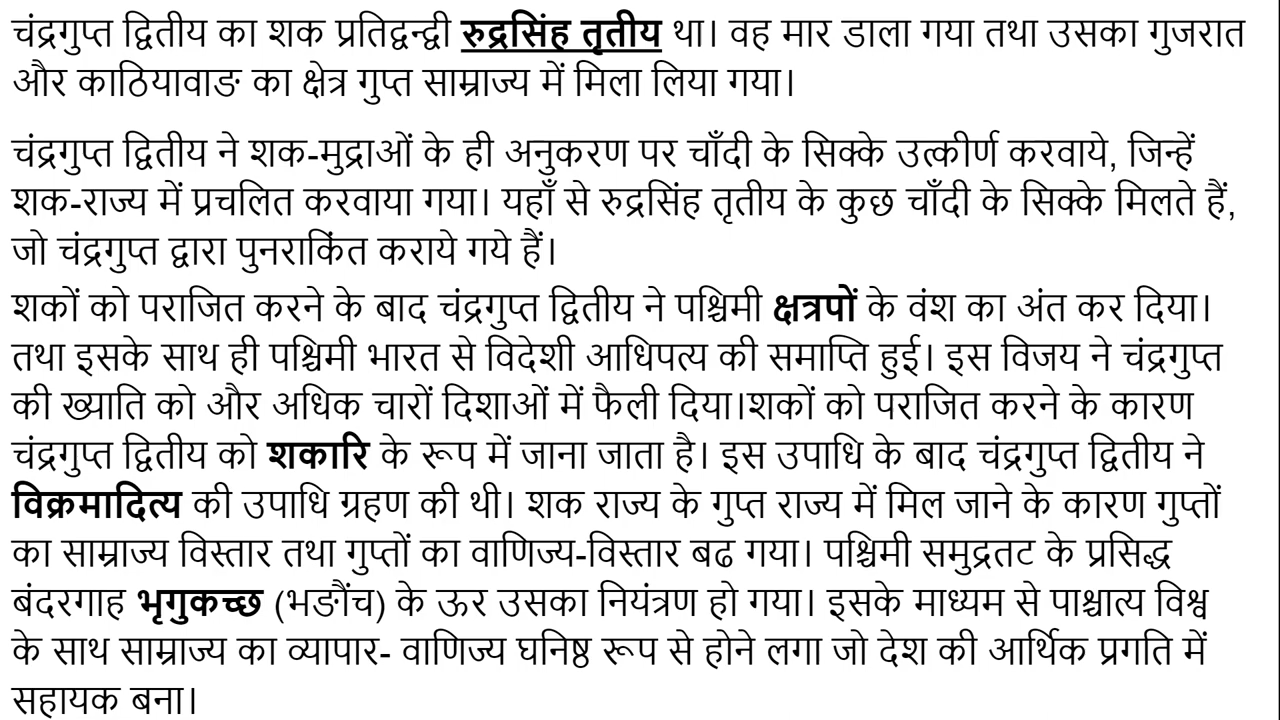 चंद्रगुप्त द्वितीय का शक प्रतिद्वन्द्वी रुद्रसिंह तृतीय था। वह मार डाला गया तथा उसका गुजरात
और काठियावाङ का क्षेत्र गुप्त साम्राज्य में मिला लिया गया।
चंद्रगुप्त द्वितीय ने शक-मुद्राओं के ही अनुकरण पर चाँदी के सिक्के उत्कीर्ण करवाये, जिन्हें
शक-राज्य में प्रचलित करवाया गया। यहाँ से रुद्रसिंह तृतीय के कुछ चाँदी के सिक्के मिलते हैं,
जो चंद्रगुप्त द्वारा पुनरांकित कराये गये हैं।
शकों को पराजित करने के बाद चंद्रगुप्त द्वितीय ने पश्चिमी क्षत्रपों के वंश का अंत कर दिया।
तथा इसके साथ ही पश्चिमी भारत से विदेशी आधिपत्य की समाप्ति हुई। इस विजय ने चंद्रगुप्त
की ख्याति को और अधिक चारों दिशाओं में फैली दिया।शकों को पराजित करने के कारण
चंद्रगुप्त द्वितीय को शकारि के रूप में जाना जाता है। इस उपाधि के बाद चंद्रगुप्त द्वितीय ने
विक्रमादित्य की उपाधि ग्रहण की थी। शक राज्य के गुप्त राज्य में मिल जाने के कारण गुप्तों
का साम्राज्य विस्तार तथा गुप्तों का वाणिज्य-विस्तार बढ गया। पश्चिमी समुद्रतट के प्रसिद्ध
बंदरगाह भृगुकच्छ (भङौंच) के ऊर उसका नियंत्रण हो गया। इसके माध्यम से पाश्चात्य विश्व
के साथ साम्राज्य का व्यापार- वाणिज्य घनिष्ठ रूप से होने लगा जो देश की आर्थिक प्रगति में
सहायक बना।